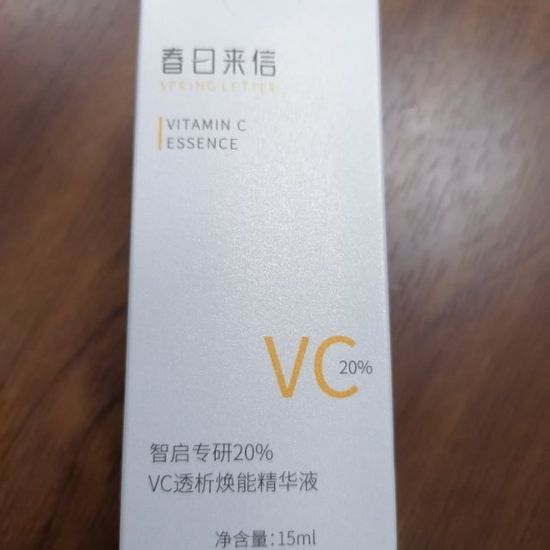 春日来信
SPRING LETTER
VITAMIN C
ESSENCE
VC 20%
智启专研20%
VC透析焕能精华液
净含量:15ml